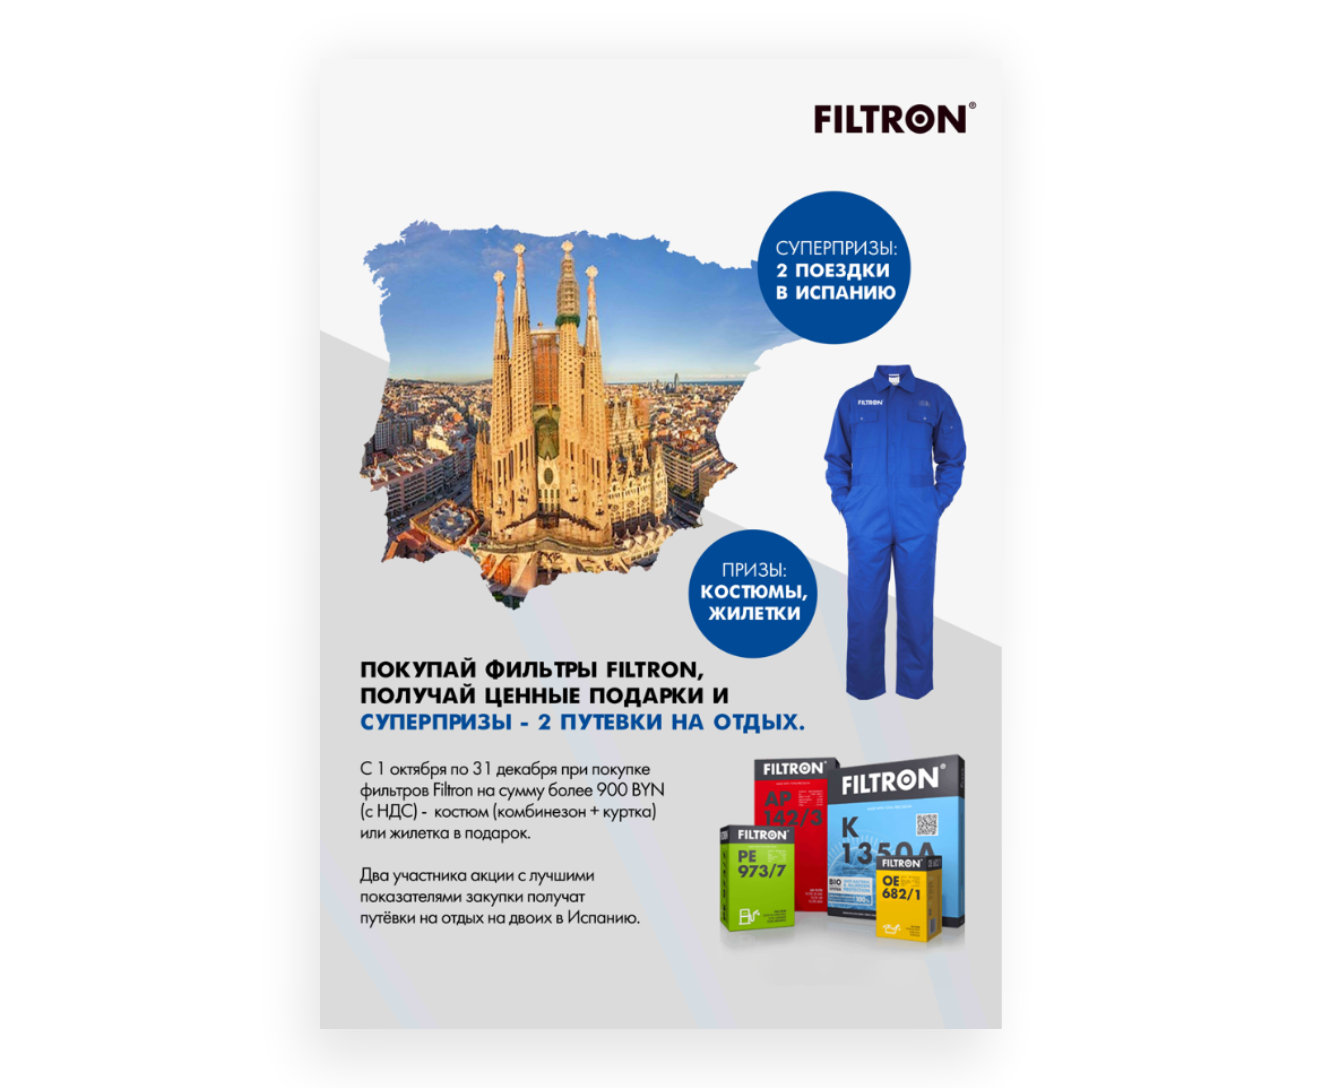 FILTRON®
СУПЕРПРИЗЫ:
2 ПОЕЗДКИ
В ИСПАНИЮ
FILTRON
ПРИЗЫ:
КОСТЮМЫ,
ЖИЛЕТКИ
ПОКУПАЙ ФИЛЬТРЫ FILTRON,
ПОЛУЧАЙ ЦЕННЫЕ ПОДАРКИ И
СУПЕРПРИЗЫ - 2 ПУТЕВКИ НА ОТДЫХ.
С 1 октября по 31 декабря при покупке
фильтров Filtron на сумму более 900 BYN
(с НДС) - костюм (комбинезон + куртка)
или жилетка в подарок.
Два участника акции с лучшими
показателями закупки получат
путёвки на отдых на двоих в Испанию.
FILTRON®
AP
142/3
FILTRON®
K
1350A
BIO
FILTRON®
PE
973/7
FILTRON®
OE
682/1